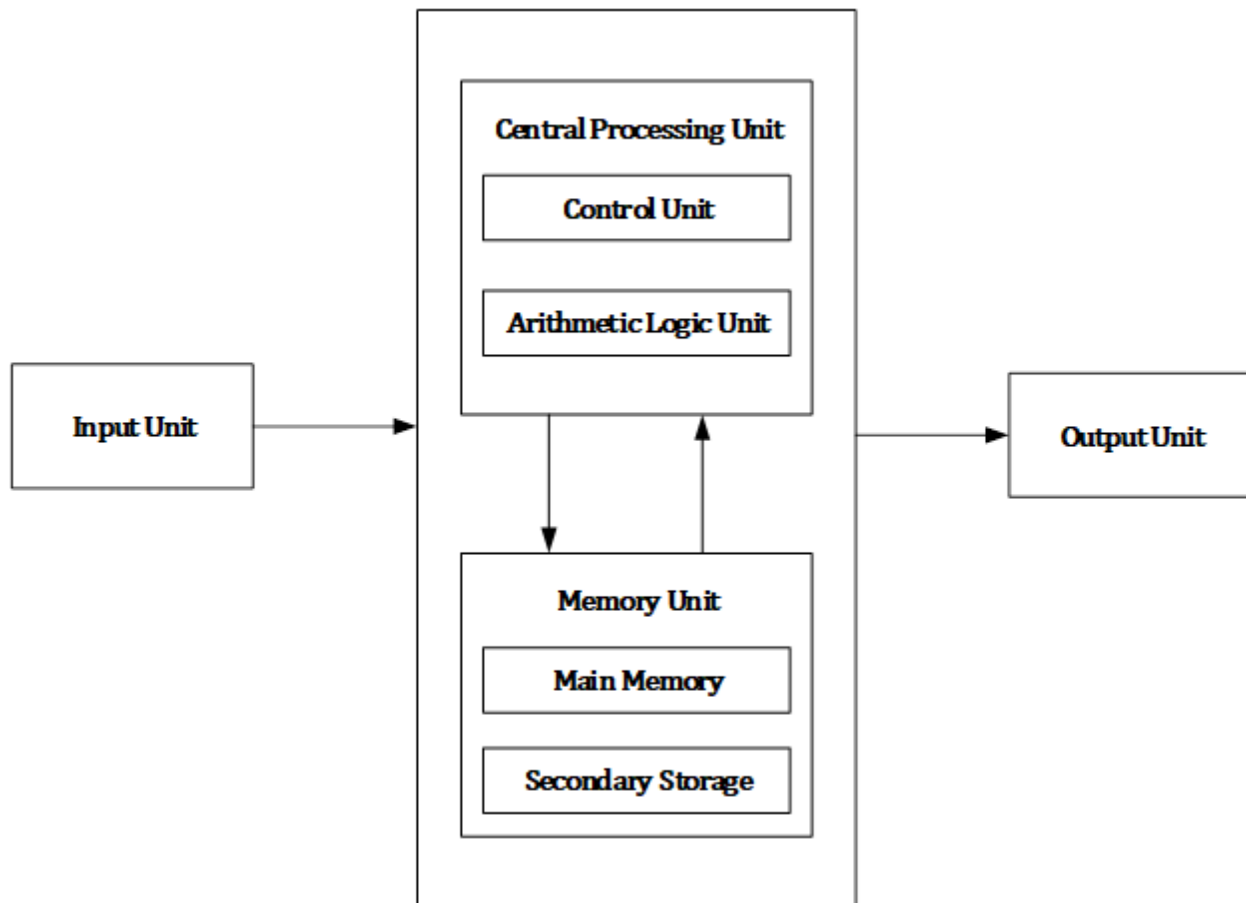 Central Processing Unit
Control Unit
Arithmetic Logic Unit
Input Unit
Output Unit
Memory Unit
Main Memory
Secondary Storage